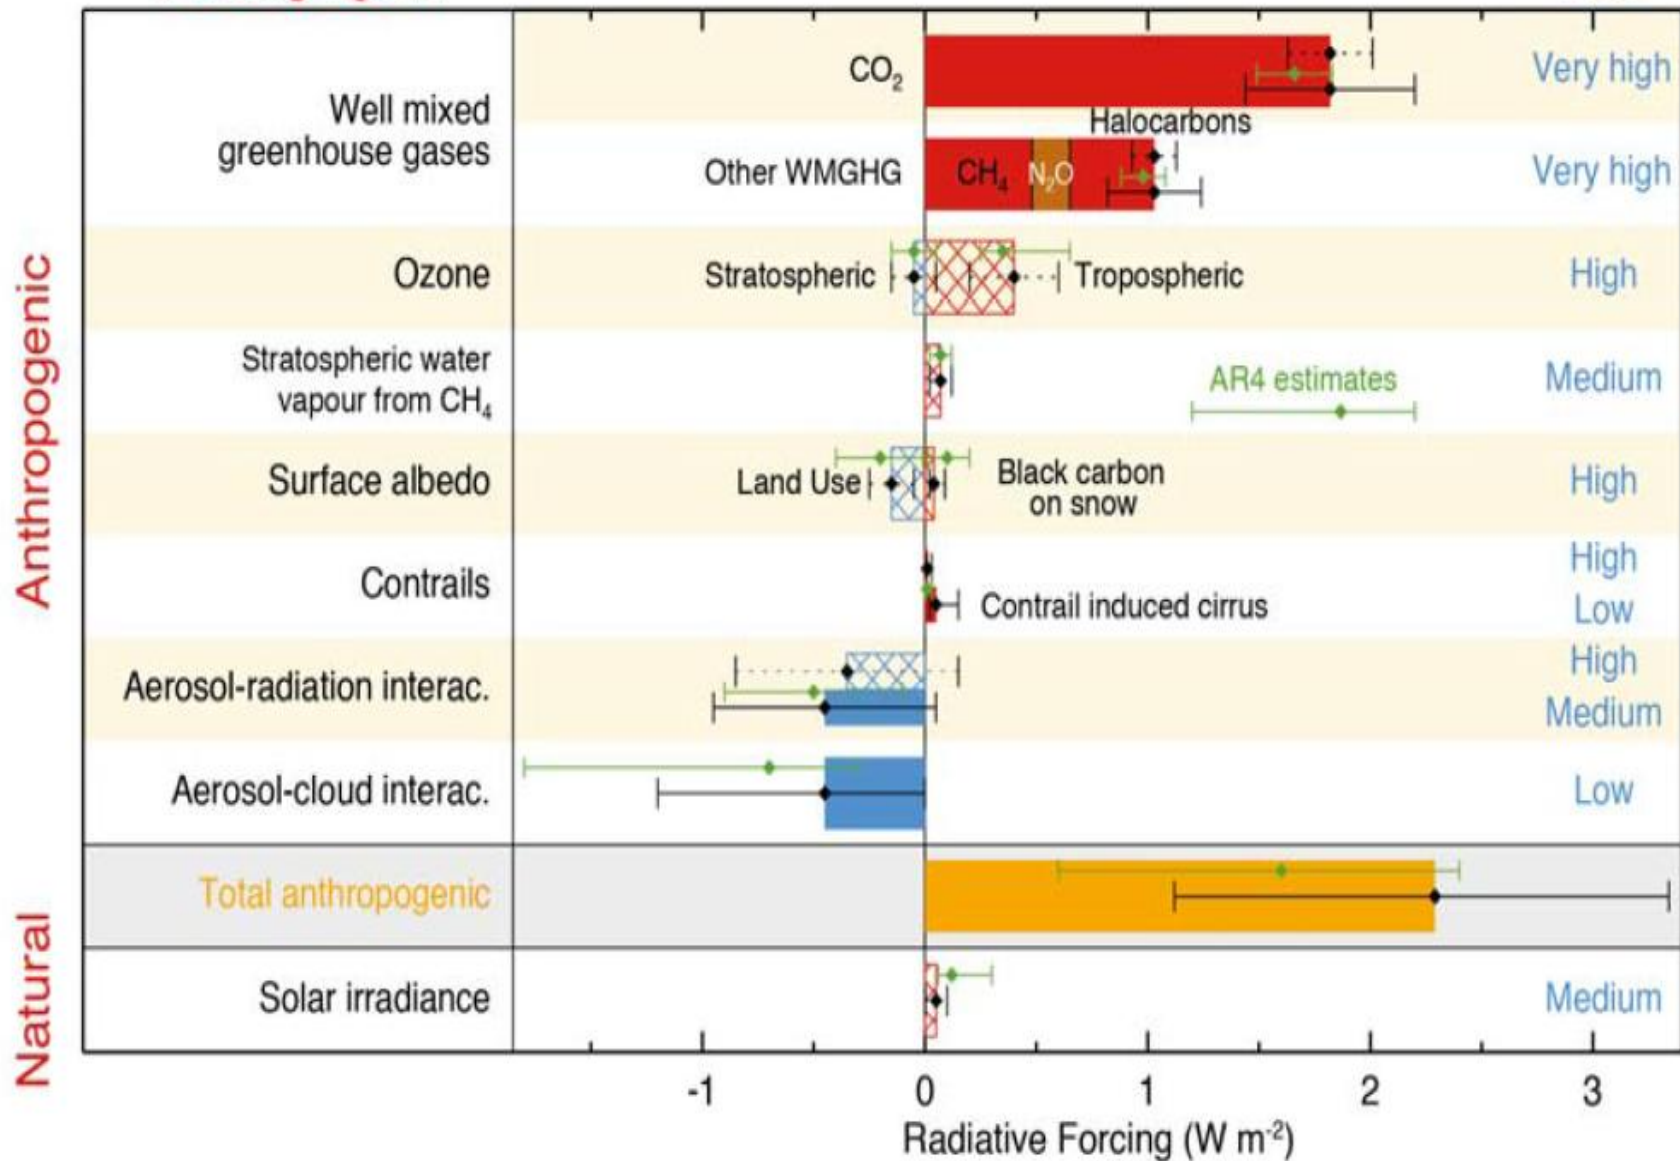 CO2
Very high
Well mixed
greenhouse gases
Halocarbons
Other WMGHG
CH4
N2O
Very high
Anthropogenic
Ozone
Stratospheric
Tropospheric
High
Stratospheric water
vapour from CH4
AR4 estimates
Medium
Surface albedo
Land Use
Black carbon
on snow
High
Contrails
High
Contrail induced cirrus
Low
Aerosol-radiation interac.
High
Medium
Aerosol-cloud interac.
Low
Total anthropogenic
Natural
Solar irradiance
Medium
-1 0 1 2 3
Radiative Forcing (W m-2)